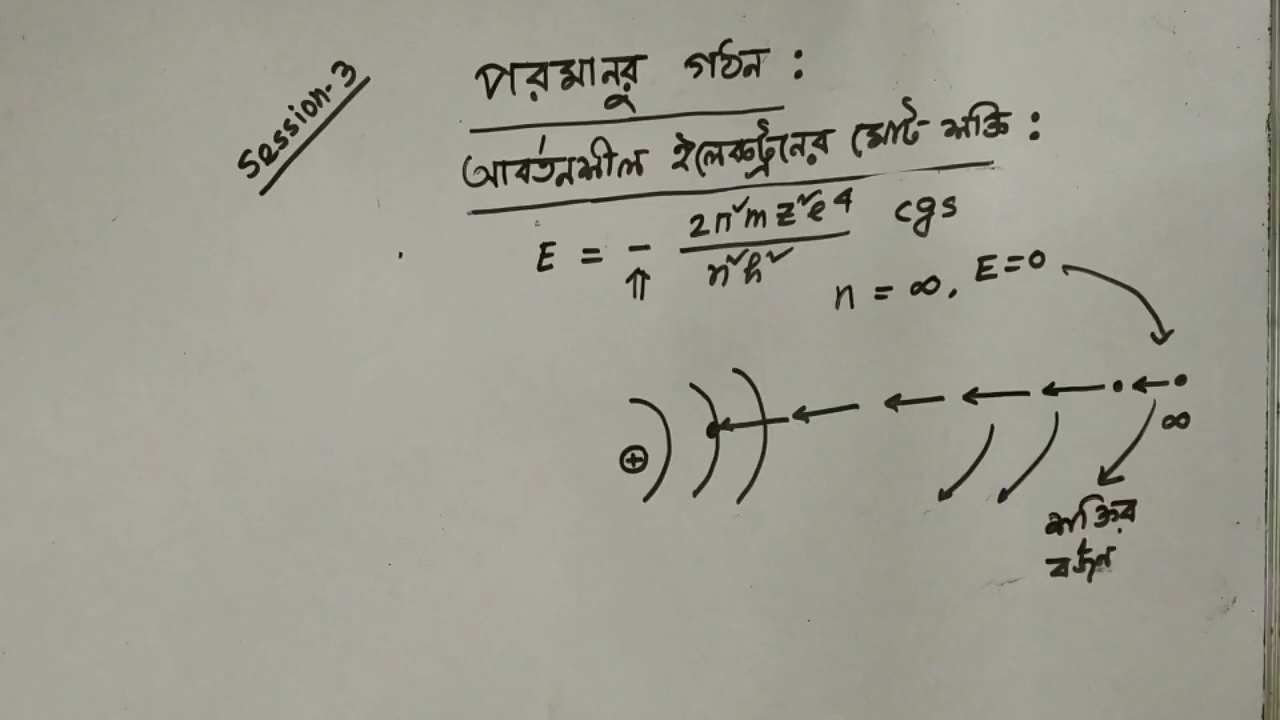 Session-3
পরমানুর গঠন :
আবর্তনশীল ইলেকট্রনের মোট শক্তি :
E = - 2π²mz²e⁴ / n²h² cgs
↑
n = ∞, E=0
⊕
∞
শক্তির
বর্জন